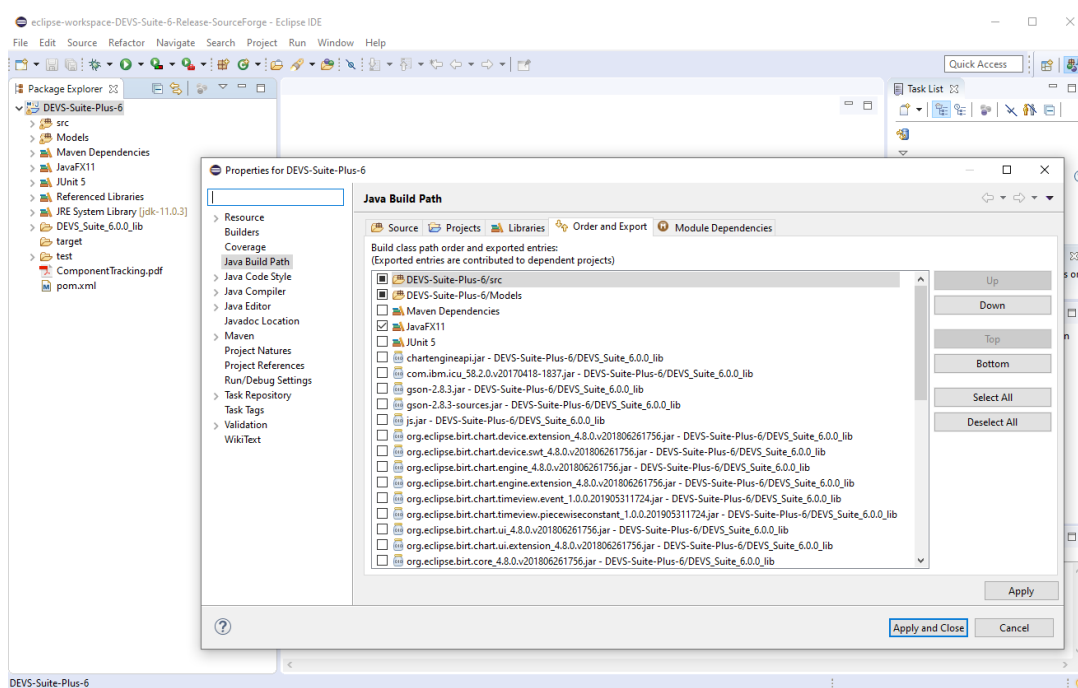 eclipse-workspace-DEVS-Suite-6-Release-SourceForge - Eclipse IDE
File Edit Source Refactor Navigate Search Project Run Window Help
Quick Access
Package Explorer
Task List
DEVS-Suite-Plus-6
src
Models
Maven Dependencies
JavaFX11
JUnit 5
Referenced Libraries
JRE System Library [jdk-11.0.3]
DEVS_Suite_6.0.0_lib
target
test
ComponentTracking.pdf
pom.xml
Properties for DEVS-Suite-Plus-6
Resource
Builders
Coverage
Java Build Path
Java Code Style
Java Compiler
Java Editor
Javadoc Location
Maven
Project Natures
Project References
Run/Debug Settings
Task Repository
Task Tags
Validation
WikiText
Java Build Path
Source Projects Libraries Order and Export Module Dependencies
Build class path order and exported entries:
(Exported entries are contributed to dependent projects)
DEVS-Suite-Plus-6/src
DEVS-Suite-Plus-6/Models
Maven Dependencies
JavaFX11
JUnit 5
chartengineapi.jar - DEVS-Suite-Plus-6/DEVS_Suite_6.0.0_lib
com.ibm.icu_58.2.0.v20170418-1837.jar - DEVS-Suite-Plus-6/DEVS_Suite_6.0.0_lib
gson-2.8.3.jar - DEVS-Suite-Plus-6/DEVS_Suite_6.0.0_lib
gson-2.8.3-sources.jar - DEVS-Suite-Plus-6/DEVS_Suite_6.0.0_lib
js.jar - DEVS-Suite-Plus-6/DEVS_Suite_6.0.0_lib
org.eclipse.birt.chart.device.extension_4.8.0.v201806261756.jar - DEVS-Suite-Plus-6/DEVS_Suite_6.0.0_lib
org.eclipse.birt.chart.device.swt_4.8.0.v201806261756.jar - DEVS-Suite-Plus-6/DEVS_Suite_6.0.0_lib
org.eclipse.birt.chart.engine_4.8.0.v201806261756.jar - DEVS-Suite-Plus-6/DEVS_Suite_6.0.0_lib
org.eclipse.birt.chart.engine.extension_4.8.0.v201806261756.jar - DEVS-Suite-Plus-6/DEVS_Suite_6.0.0_lib
org.eclipse.birt.chart.timeview.event_1.0.0.201905311724.jar - DEVS-Suite-Plus-6/DEVS_Suite_6.0.0_lib
org.eclipse.birt.chart.timeview.piecewiseconstant_1.0.0.201905311724.jar - DEVS-Suite-Plus-6/DEVS_Suite_6.0.0_lib
org.eclipse.birt.chart.ui_4.8.0.v201806261756.jar - DEVS-Suite-Plus-6/DEVS_Suite_6.0.0_lib
org.eclipse.birt.chart.ui.extension_4.8.0.v201806261756.jar - DEVS-Suite-Plus-6/DEVS_Suite_6.0.0_lib
org.eclipse.birt.core_4.8.0.v201806261756.jar - DEVS-Suite-Plus-6/DEVS_Suite_6.0.0_lib
Up
Down
Top
Bottom
Select All
Deselect All
Apply
Apply and Close
Cancel
DEVS-Suite-Plus-6